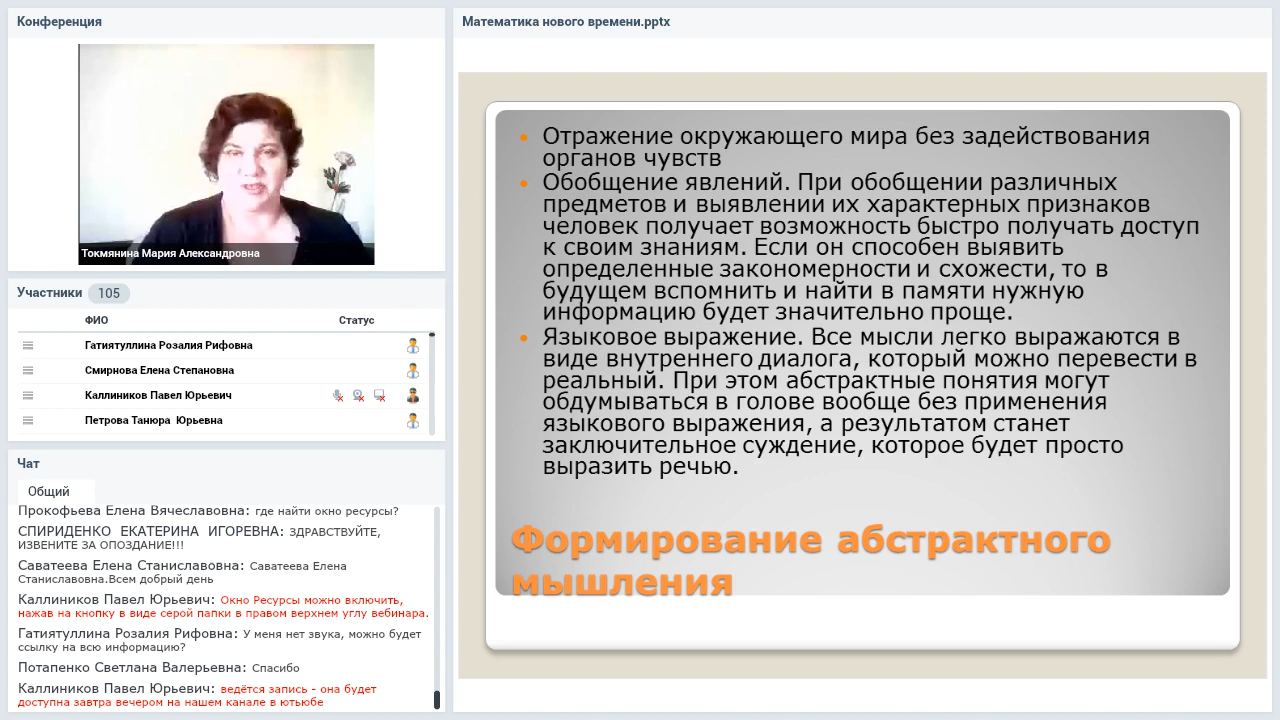 Конференция
Токмянина Мария Александровна
Участники 105
ФИО Статус
Гатиятуллина Розалия Рифовна
Смирнова Елена Степановна
Каллиников Павел Юрьевич
Петрова Танюра Юрьевна
Чат
Общий
Прокофьева Елена Вячеславовна: где найти окно ресурсы?
СПИРИДЕНКО ЕКАТЕРИНА ИГОРЕВНА: ЗДРАВСТВУЙТЕ,
ИЗВЕНИТЕ ЗА ОПОЗДАНИЕ!!!
Саватеева Елена Станиславовна: Саватеева Елена
Станиславовна.Всем добрый день
Каллиников Павел Юрьевич: Окно Ресурсы можно включить,
нажав на кнопку в виде серой папки в правом верхнем углу вебинара.
Гатиятуллина Розалия Рифовна: У меня нет звука, можно будет
ссылку на всю информацию?
Потапенко Светлана Валерьевна: Спасибо
Каллиников Павел Юрьевич: ведётся запись - она будет
доступна завтра вечером на нашем канале в ютьюбе
Математика нового времени.pptx
• Отражение окружающего мира без задействования
органов чувств
• Обобщение явлений. При обобщении различных
предметов и выявлении их характерных признаков
человек получает возможность быстро получать доступ
к своим знаниям. Если он способен выявить
определенные закономерности и схожести, то в
будущем вспомнить и найти в памяти нужную
информацию будет значительно проще.
• Языковое выражение. Все мысли легко выражаются в
виде внутреннего диалога, который можно перевести в
реальный. При этом абстрактные понятия могут
обдумываться в голове вообще без применения
языкового выражения, а результатом станет
заключительное суждение, которое будет просто
выразить речью.
Формирование абстрактного
мышления